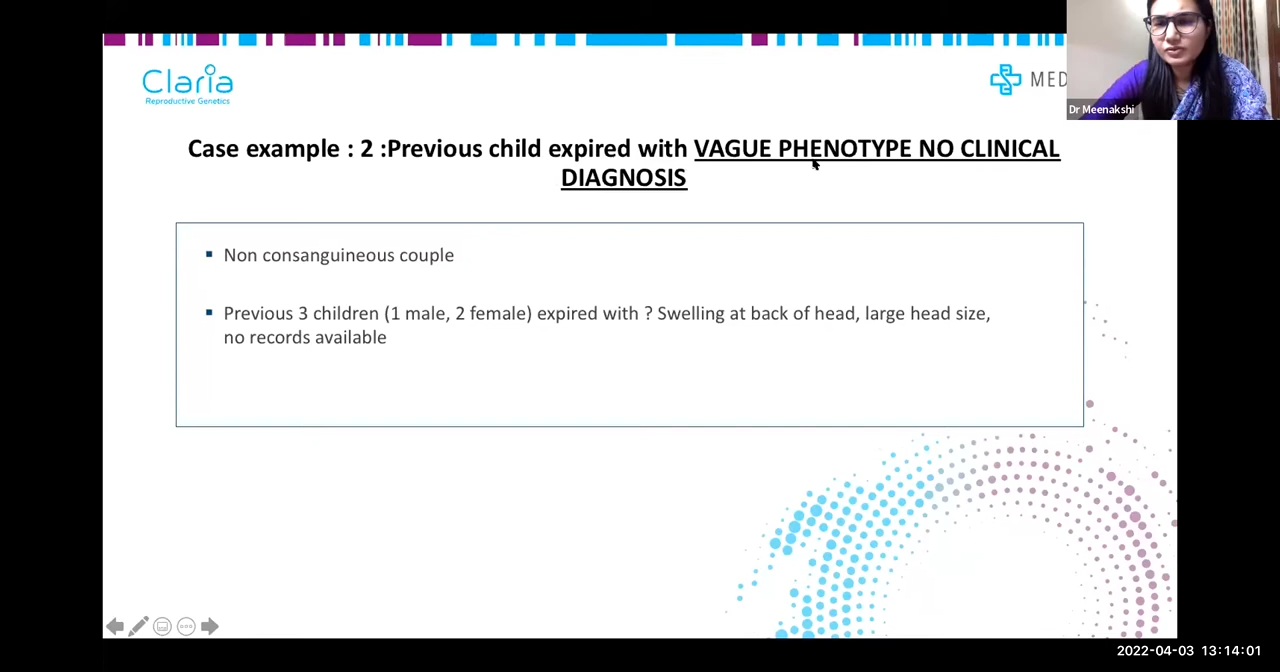 Claria
Reproductive Genetics
MED
Dr Meenakshi
Case example : 2 :Previous child expired with VAGUE PHENOTYPE NO CLINICAL
DIAGNOSIS
▪ Non consanguineous couple
▪ Previous 3 children (1 male, 2 female) expired with ? Swelling at back of head, large head size,
no records available
2022-04-03 13:14:01